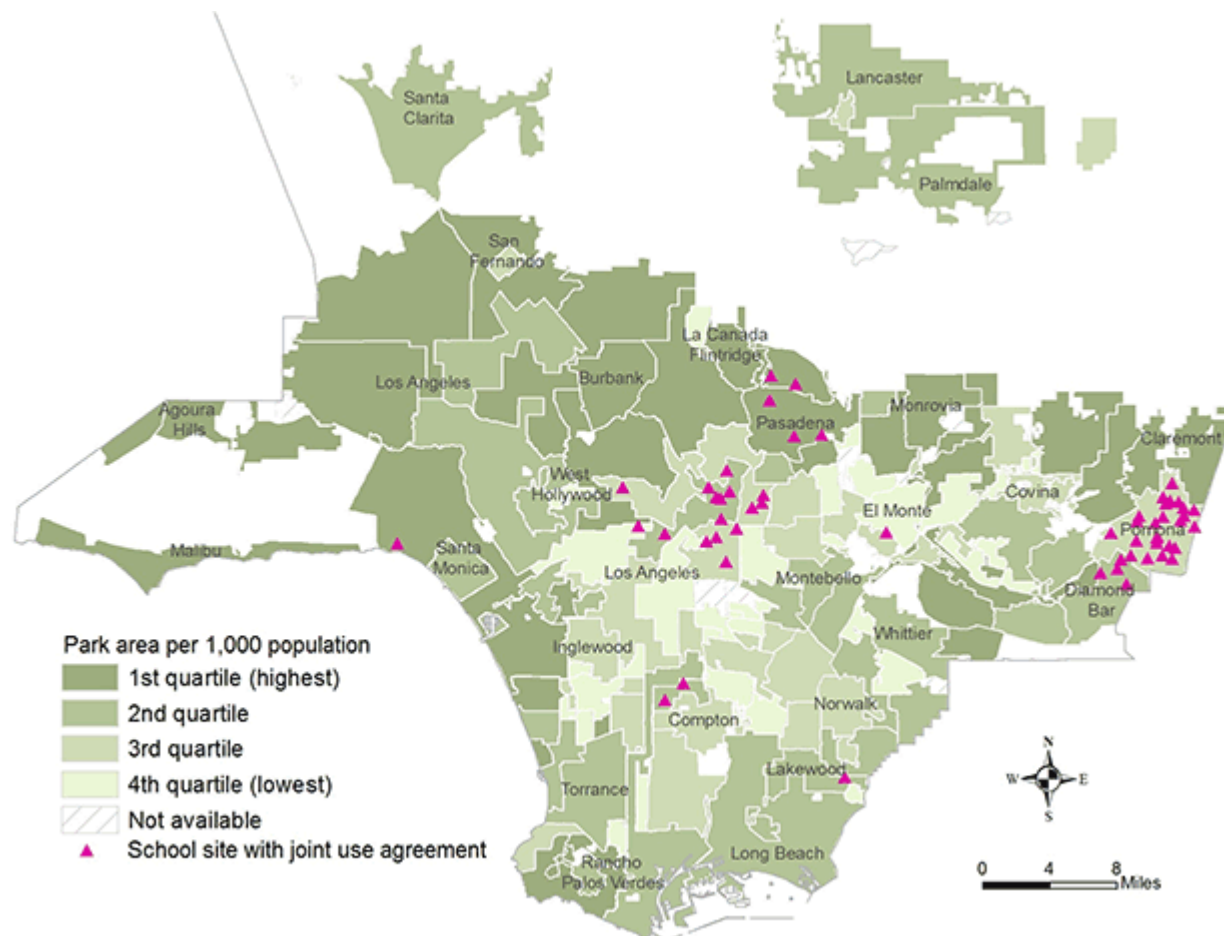 Santa
Clarita
Lancaster
Palmdale
San
Fernando
La Canada
Flintridge
Los Angeles
Burbank
Agoura
Hills
Pasadena
Monrovia
Claremont
West
Hollywood
Covina
El Monte
Pomona
Malibu
Santa
Monica
Los Angeles
Montebello
Diamond
Bar
Whittier
Inglewood
Compton
Norwalk
Lakewood
Torrance
Long Beach
Rancho
Palos Verdes
Park area per 1,000 population
1st quartile (highest)
2nd quartile
3rd quartile
4th quartile (lowest)
Not available
School site with joint use agreement
N
W E
S
0 4 8
Miles